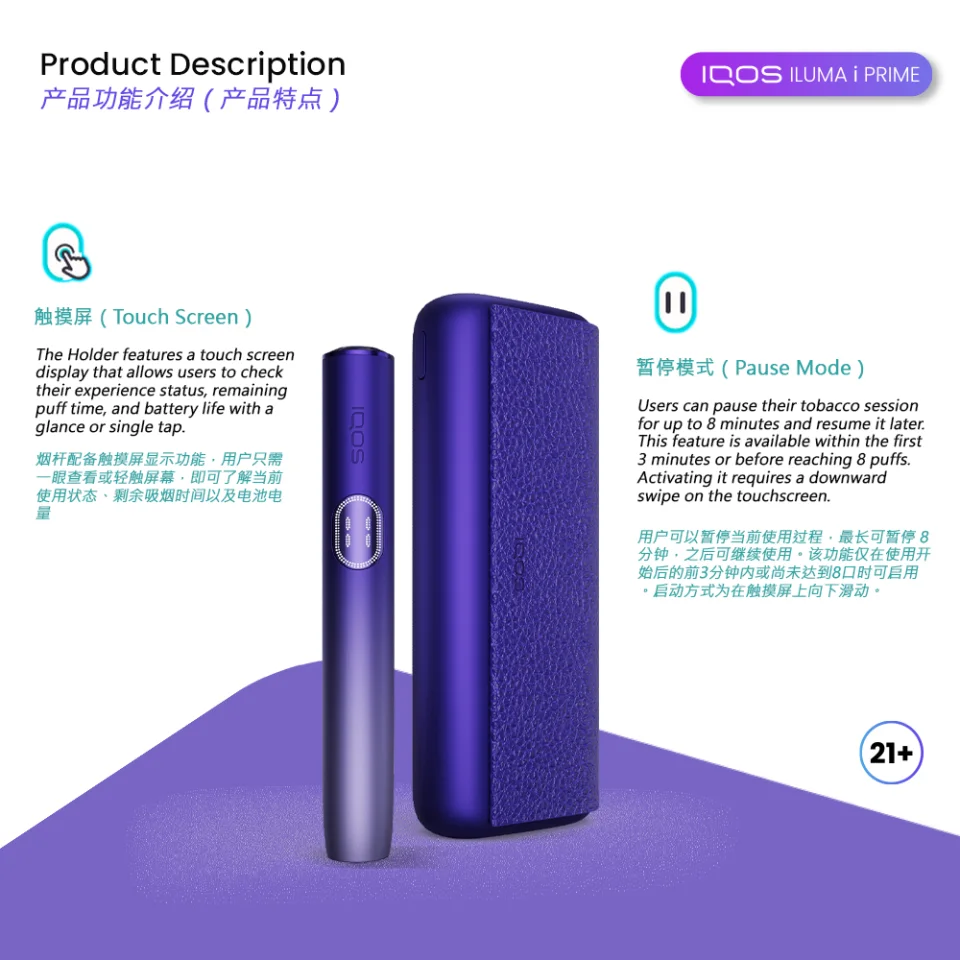 Product Description
产品功能介绍（产品特点）
IQOS ILUMA i PRIME
触摸屏（Touch Screen）
The Holder features a touch screen
display that allows users to check
their experience status, remaining
puff time, and battery life with a
glance or single tap.
烟杆配备触摸屏显示功能，用户只需
一眼查看或轻触屏幕，即可了解当前
使用状态、剩余吸烟时间以及电池电
量
暂停模式（Pause Mode）
Users can pause their tobacco session
for up to 8 minutes and resume it later.
This feature is available within the first
3 minutes or before reaching 8 puffs.
Activating it requires a downward
swipe on the touchscreen.
用户可以暂停当前使用过程，最长可暂停 8
分钟，之后可继续使用。该功能仅在使用开
始后的前3分钟内或尚未达到8口时可启用
。启动方式为在触摸屏上向下滑动。
IQOS
IQOS
21+